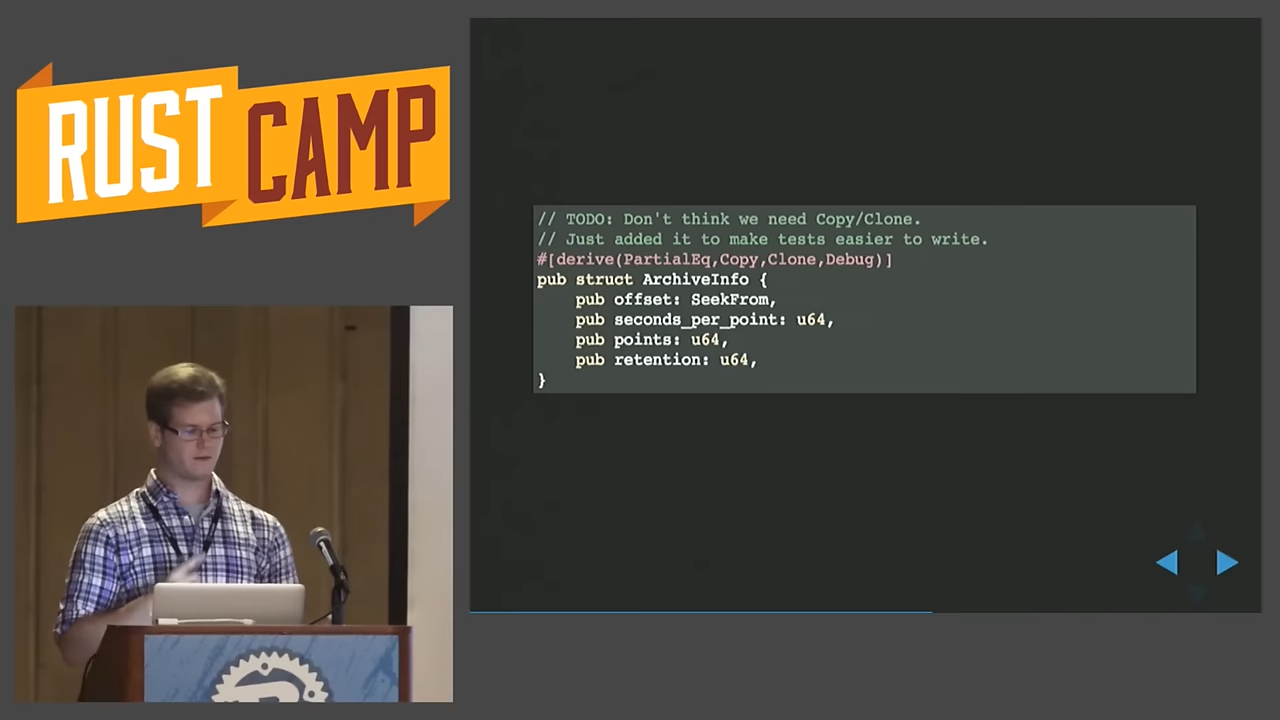 RUST CAMP
// TODO: Don't think we need Copy/Clone.
// Just added it to make tests easier to write.
#[derive(PartialEq,Copy,Clone,Debug)]
pub struct ArchiveInfo {
    pub offset: SeekFrom,
    pub seconds_per_point: u64,
    pub points: u64,
    pub retention: u64,
}
R